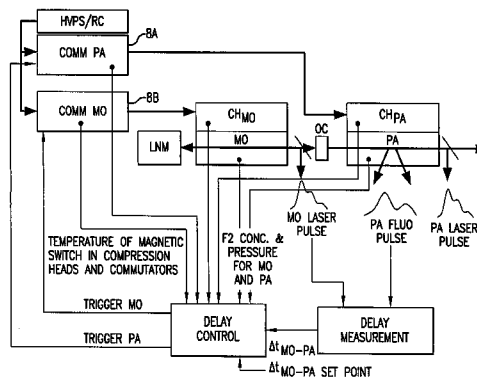 HVPS/RC
8A
COMM PA
8B
COMM MO
CH MO
CH PA
OC
LNM
MO
PA
MO LASER
PULSE
PA FLUO
PULSE
PA LASER
PULSE
TEMPERATURE OF MAGNETIC
SWITCH IN COMPRESSION
HEADS AND COMMUTATORS
F2 CONC. &
PRESSURE
FOR MO
AND PA
TRIGGER MO
TRIGGER PA
DELAY
CONTROL
DELAY
MEASUREMENT
Δt MO-PA
Δt MO-PA SET POINT